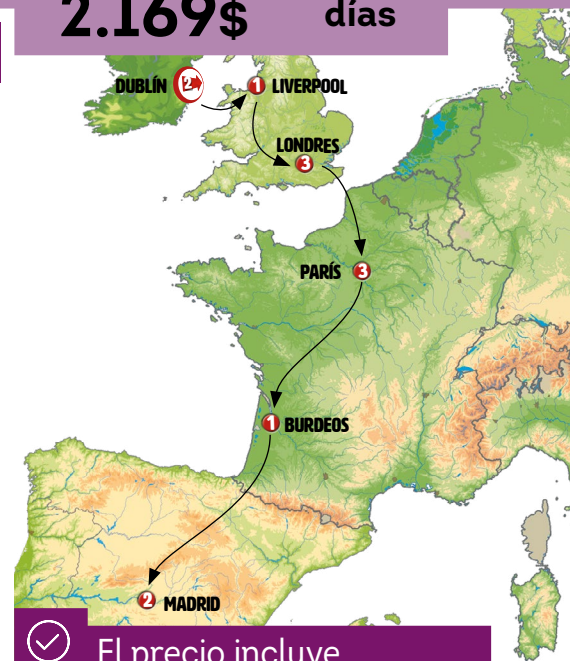 2.169$
días
DUBLÍN 2
1 LIVERPOOL
LONDRES
3
PARÍS 3
1 BURDEOS
2 MADRID
El precio incluye